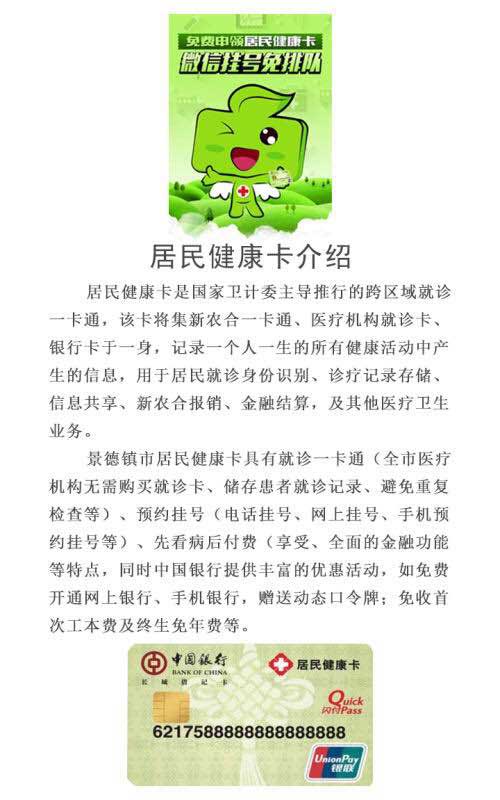 免费申领居民健康卡
微信挂号免排队
居民健康卡介绍
居民健康卡是国家卫计委主导推行的跨区域就诊
一卡通，该卡将集新农合一卡通、医疗机构就诊卡、
银行卡于一身，记录一个人一生的所有健康活动中产
生的信息，用于居民就诊身份识别、诊疗记录存储、
信息共享、新农合报销、金融结算，及其他医疗卫生
业务。
景德镇市居民健康卡具有就诊一卡通（全市医疗
机构无需购买就诊卡、储存患者就诊记录、避免重复
检查等）、预约挂号（电话挂号、网上挂号、手机预
约挂号等）、先看病后付费（享受、全面的金融功能
等特点，同时中国银行提供丰富的优惠活动，如免费
开通网上银行、手机银行，赠送动态口令牌；免收首
次工本费及终生免年费等。
中国银行 居民健康卡
BANK OF CHINA
长城借记卡
Quick
闪付Pass
6217588888888888888
UnionPay
银联